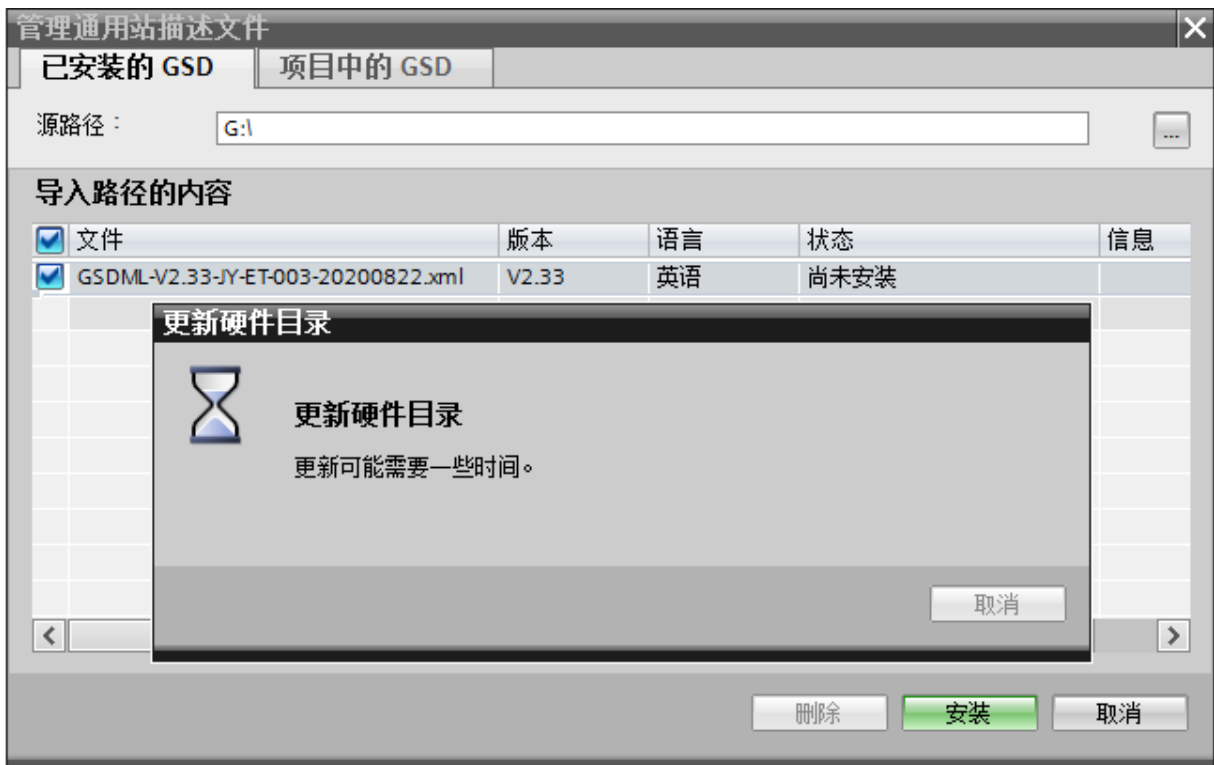 管理通用站描述文件
已安装的 GSD 项目中的 GSD
源路径： G:\ ...
导入路径的内容
文件 版本 语言 状态 信息
GSDML-V2.33-JY-ET-003-20200822.xml V2.33 英语 尚未安装
更新硬件目录
更新硬件目录
更新可能需要一些时间。
取消
删除 安装 取消